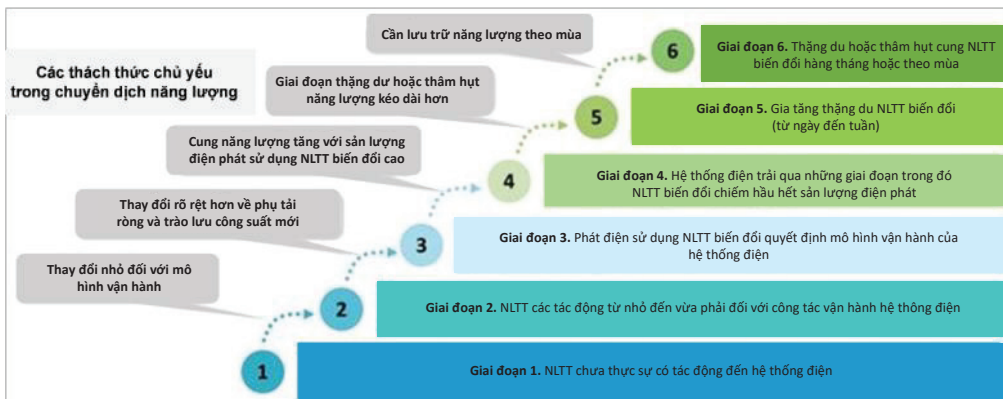 Các thách thức chủ yếu
trong chuyển dịch năng lượng
Cần lưu trữ năng lượng theo mùa
Giai đoạn thặng dư hoặc thâm hụt
năng lượng kéo dài hơn
Cung năng lượng tăng với sản lượng
điện phát sử dụng NLTT biến đổi cao
Thay đổi rõ rệt hơn về phụ tải
ròng và trào lưu công suất mới
Thay đổi nhỏ đối với mô
hình vận hành
6
Giai đoạn 6. Thặng du hoặc thâm hụt cung NLTT
biến đổi hàng tháng hoặc theo mùa
5
Giai đoạn 5. Gia tăng thặng du NLTT biến đổi
(từ ngày đến tuần)
4
Giai đoạn 4. Hệ thống điện trải qua những giai đoạn trong đó
NLTT biến đổi chiếm hầu hết sản lượng điện phát
3
Giai đoạn 3. Phát điện sử dụng NLTT biến đổi quyết định mô hình vận hành của
hệ thống điện
2
Giai đoạn 2. NLTT các tác động từ nhỏ đến vừa phải đối với công tác vận hành hệ thông điện
1
Giai đoạn 1. NLTT chưa thực sự có tác động đến hệ thống điện